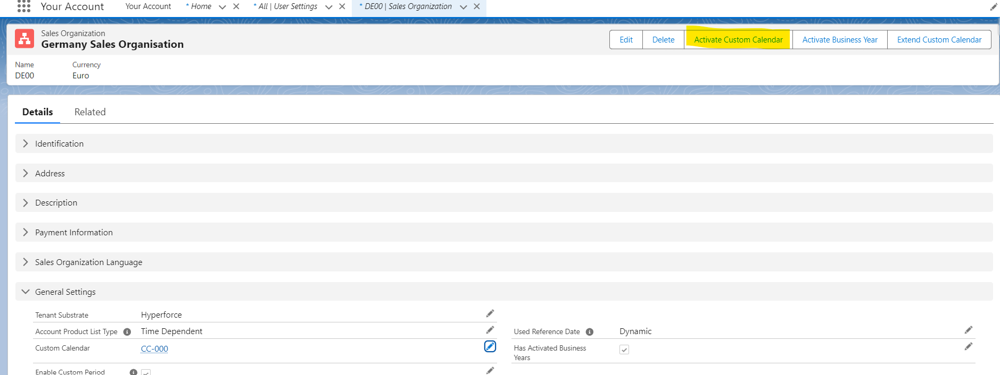 Your Account
Your Account
* Home
* All | User Settings
* DE00 | Sales Organization
Sales Organization
Germany Sales Organisation
Edit
Delete
Activate Custom Calendar
Activate Business Year
Extend Custom Calendar
Name
Currency
DE00
Euro
Details
Related
Identification
Address
Description
Payment Information
Sales Organization Language
General Settings
Tenant Substrate
Hyperforce
Account Product List Type
Time Dependent
Used Reference Date
Dynamic
Custom Calendar
CC-000
Has Activated Business
Years
Enable Custom Period